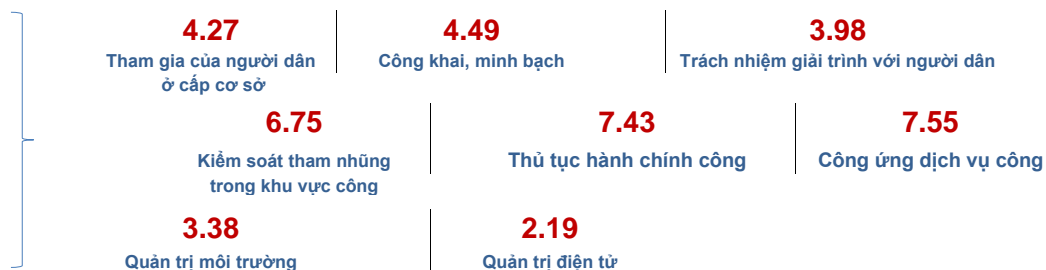 4.27 4.49 3.98
Tham gia của người dân Công khai, minh bạch Trách nhiệm giải trình với người dân
ở cấp cơ sở
6.75 7.43 7.55
Kiểm soát tham nhũng Thủ tục hành chính công Công ứng dịch vụ công
trong khu vực công
3.38 2.19
Quản trị môi trường Quản trị điện tử